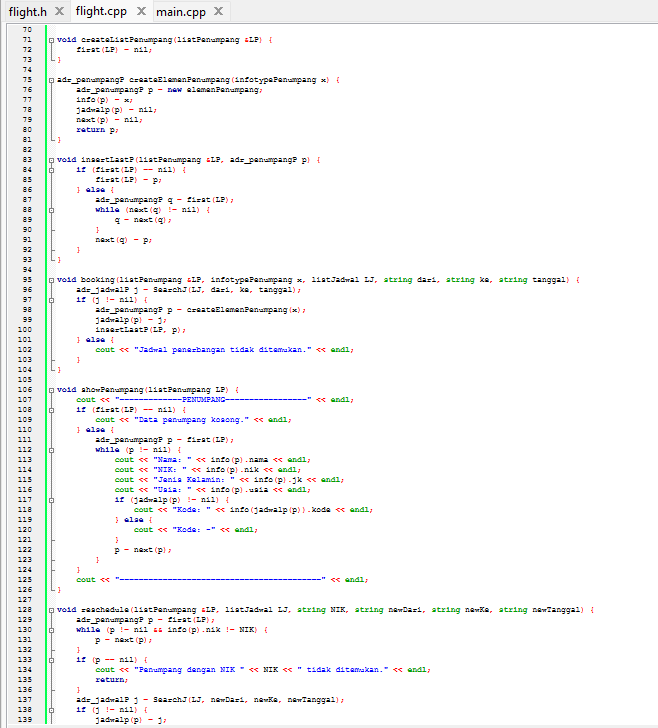 flight.h X flight.cpp X main.cpp X
70
71 void createListPenumpang(listPenumpang &LP) {
72 first(LP) = nil;
73 }
74
75 adr_penumpangP createElemenPenumpang(infotypePenumpang x) {
76 adr_penumpangP p = new elemenPenumpang;
77 info(p) = x;
78 jadwalp(p) = nil;
79 next(p) = nil;
80 return p;
81 }
82
83 void insertLastP(listPenumpang &LP, adr_penumpangP p) {
84 if (first(LP) == nil) {
85 first(LP) = p;
86 } else {
87 adr_penumpangP q = first(LP);
88 while (next(q) != nil) {
89 q = next(q);
90 }
91 next(q) = p;
92 }
93 }
94
95 void booking(listPenumpang &LP, infotypePenumpang x, listJadwal LJ, string dari, string ke, string tanggal) {
96 adr_jadwalP j = SearchJ(LJ, dari, ke, tanggal);
97 if (j != nil) {
98 adr_penumpangP p = createElemenPenumpang(x);
99 jadwalp(p) = j;
100 insertLastP(LP, p);
101 } else {
102 cout << "Jadwal penerbangan tidak ditemukan." << endl;
103 }
104 }
105
106 void showPenumpang(listPenumpang LP) {
107 cout << "-------------PENUMPANG-----------------" << endl;
108 if (first(LP) == nil) {
109 cout << "Data penumpang kosong." << endl;
110 } else {
111 adr_penumpangP p = first(LP);
112 while (p != nil) {
113 cout << "Nama: " << info(p).nama << endl;
114 cout << "NIK: " << info(p).nik << endl;
115 cout << "Jenis Kelamin: " << info(p).jk << endl;
116 cout << "Usia: " << info(p).usia << endl;
117 if (jadwalp(p) != nil) {
118 cout << "Kode: " << info(jadwalp(p)).kode << endl;
119 } else {
120 cout << "Kode: -" << endl;
121 }
122 p = next(p);
123 }
124 }
125 cout << "------------------------------------------" << endl;
126 }
127
128 void reschedule(listPenumpang &LP, listJadwal LJ, string NIK, string newDari, string newKe, string newTanggal) {
129 adr_penumpangP p = first(LP);
130 while (p != nil && info(p).nik != NIK) {
131 p = next(p);
132 }
133 if (p == nil) {
134 cout << "Penumpang dengan NIK " << NIK << " tidak ditemukan." << endl;
135 return;
136 }
137 adr_jadwalP j = SearchJ(LJ, newDari, newKe, newTanggal);
138 if (j != nil) {
139 jadwalp(p) = j;